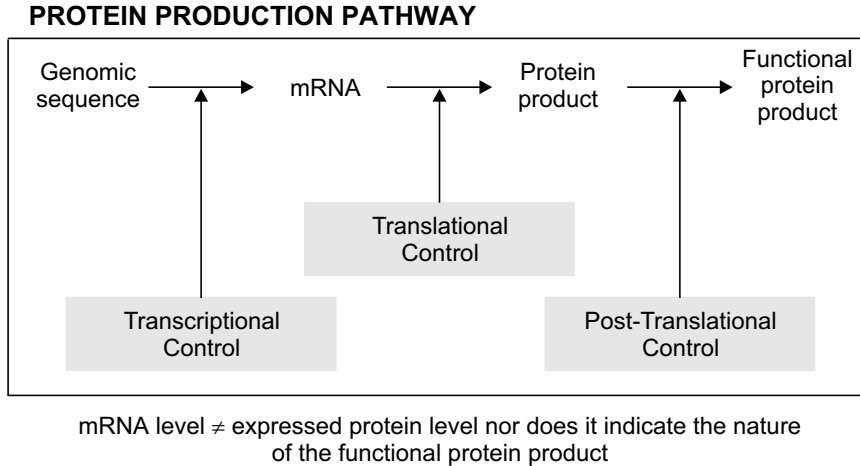 PROTEIN PRODUCTION PATHWAY
Genomic
sequence
mRNA
Protein
product
Functional
protein
product
Translational
Control
Transcriptional
Control
Post-Translational
Control
mRNA level ≠ expressed protein level nor does it indicate the nature
of the functional protein product